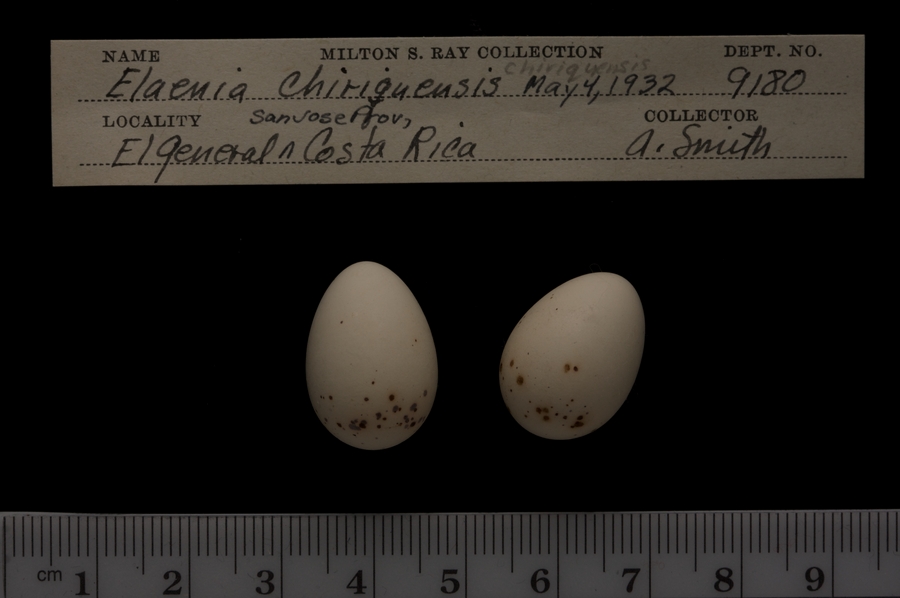 NAME MILTON S. RAY COLLECTION DEPT. NO.
chiriquensis
Elaenia Chiriquensis May, 4, 1932 9180
LOCALITY San Jose Prov, COLLECTOR
El General ^ Costa Rica A. Smith
cm 1 2 3 4 5 6 7 8 9